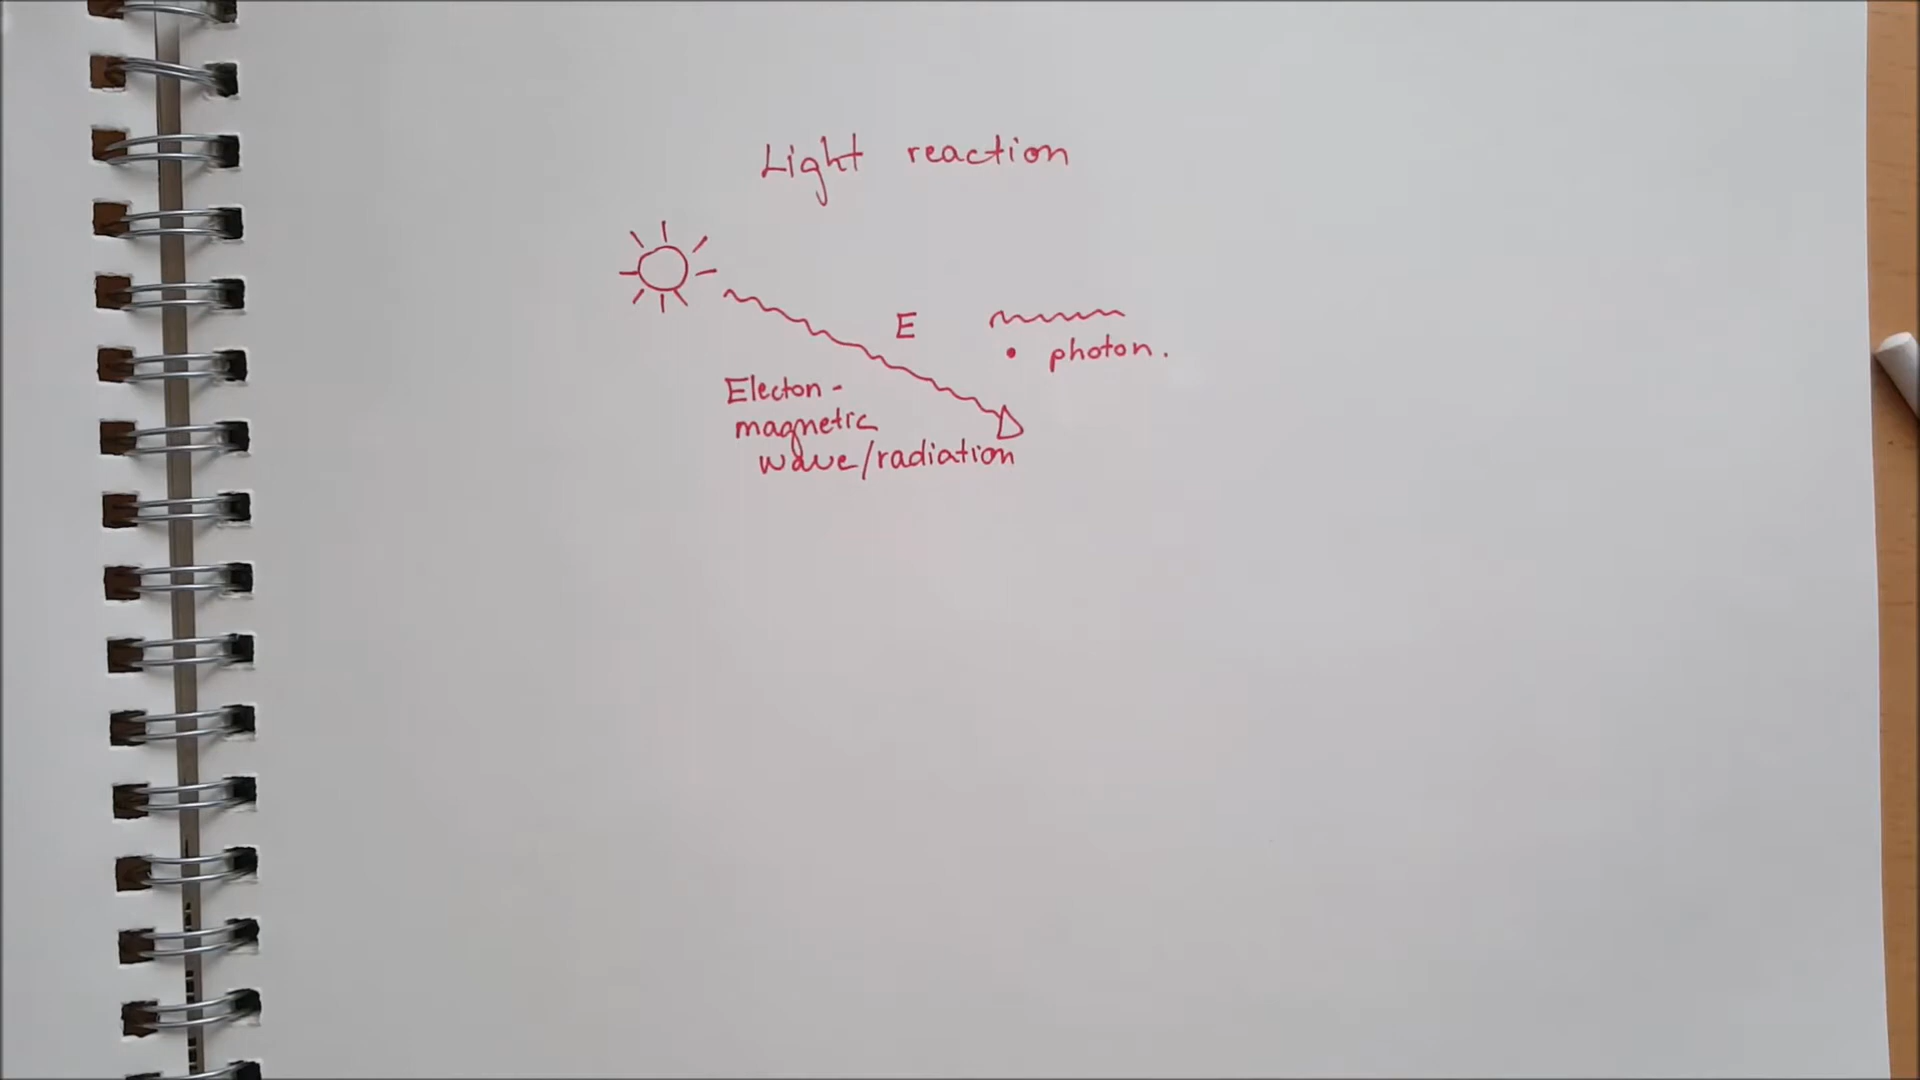 Light reaction
E
• photon.
Electon-
magnetic
wave/radiation